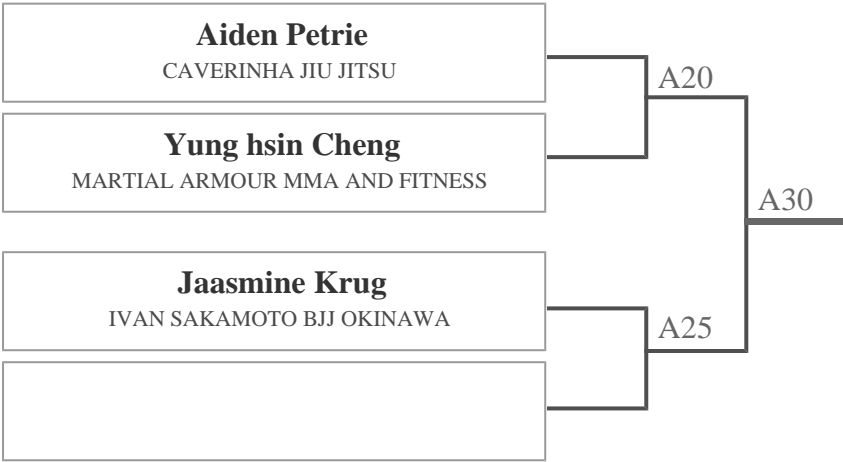 Aiden Petrie
CAVERINHA JIU JITSU
A20
Yung hsin Cheng
MARTIAL ARMOUR MMA AND FITNESS
A30
Jaasmine Krug
IVAN SAKAMOTO BJJ OKINAWA
A25